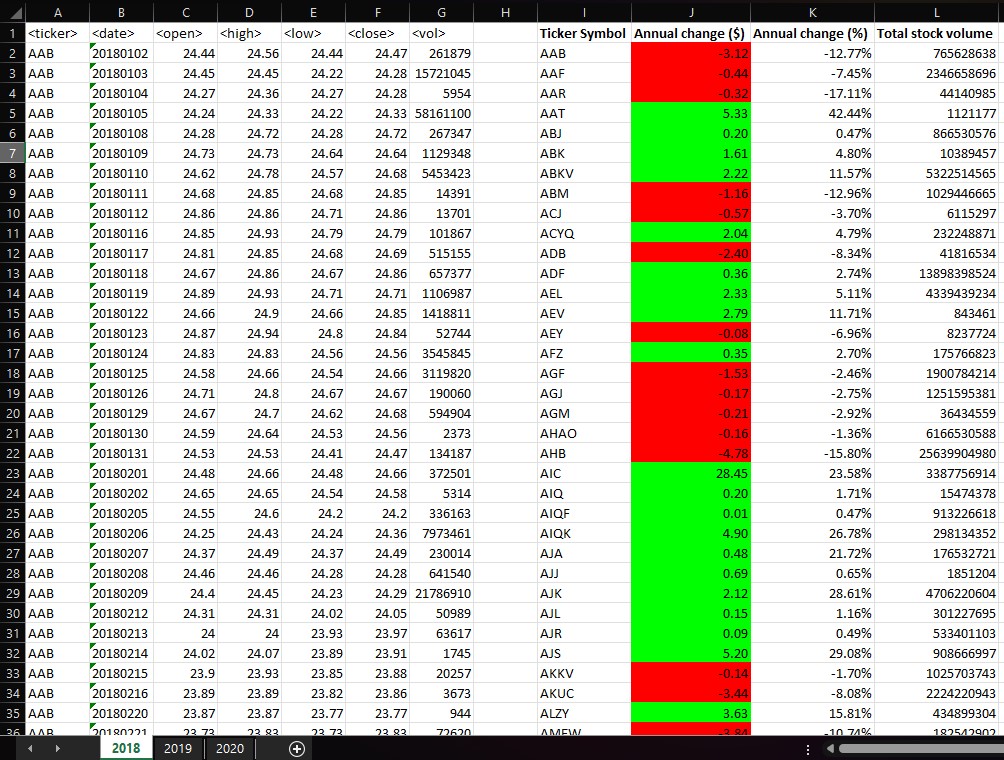 A B C D E F G H I J K L
1 <ticker> <date> <open> <high> <low> <close> <vol> Ticker Symbol Annual change ($) Annual change (%) Total stock volume
2 AAB 20180102 24.44 24.56 24.44 24.47 261879 AAB -3.12 -12.77% 765628638
3 AAB 20180103 24.45 24.45 24.22 24.28 15721045 AAF -0.44 -7.45% 2346658696
4 AAB 20180104 24.27 24.36 24.27 24.28 5954 AAR -0.32 -17.11% 44140985
5 AAB 20180105 24.24 24.33 24.22 24.33 58161100 AAT 5.33 42.44% 1121177
6 AAB 20180108 24.28 24.72 24.28 24.72 267347 ABJ 0.20 0.47% 866530576
7 AAB 20180109 24.73 24.73 24.64 24.64 1129348 ABK 1.61 4.80% 10389457
8 AAB 20180110 24.62 24.78 24.57 24.68 5453423 ABKV 2.22 11.57% 5322514565
9 AAB 20180111 24.68 24.85 24.68 24.85 14391 ABM -1.16 -12.96% 1029446665
10 AAB 20180112 24.86 24.86 24.71 24.86 13701 ACJ -0.57 -3.70% 6115297
11 AAB 20180116 24.85 24.93 24.79 24.79 101867 ACYQ 2.04 4.79% 232248871
12 AAB 20180117 24.81 24.85 24.68 24.69 515155 ADB -2.40 -8.34% 41816534
13 AAB 20180118 24.67 24.86 24.67 24.86 657377 ADF 0.36 2.74% 13898398524
14 AAB 20180119 24.89 24.93 24.71 24.71 1106987 AEL 2.33 5.11% 4339439234
15 AAB 20180122 24.66 24.9 24.66 24.85 1418811 AEV 2.79 11.71% 843461
16 AAB 20180123 24.87 24.94 24.8 24.84 52744 AEY -0.08 -6.96% 8237724
17 AAB 20180124 24.83 24.83 24.56 24.56 3545845 AFZ 0.35 2.70% 175766823
18 AAB 20180125 24.58 24.66 24.54 24.66 3119820 AGF -1.53 -2.46% 1900784214
19 AAB 20180126 24.71 24.8 24.67 24.67 190060 AGJ -0.17 -2.75% 1251595381
20 AAB 20180129 24.67 24.7 24.62 24.68 594904 AGM -0.21 -2.92% 36434559
21 AAB 20180130 24.59 24.64 24.53 24.56 2373 AHAO -0.16 -1.36% 6166530588
22 AAB 20180131 24.53 24.53 24.41 24.47 134187 AHB -4.78 -15.80% 25639904980
23 AAB 20180201 24.48 24.66 24.48 24.66 372501 AIC 28.45 23.58% 3387756914
24 AAB 20180202 24.65 24.65 24.54 24.58 5314 AIQ 0.20 1.71% 15474378
25 AAB 20180205 24.55 24.6 24.2 24.2 336163 AIQF 0.01 0.47% 913226618
26 AAB 20180206 24.25 24.43 24.24 24.36 7973461 AIQK 4.90 26.78% 298134352
27 AAB 20180207 24.37 24.49 24.37 24.49 230014 AJA 0.48 21.72% 176532721
28 AAB 20180208 24.46 24.46 24.28 24.28 641540 AJJ 0.69 0.65% 1851204
29 AAB 20180209 24.4 24.45 24.23 24.29 21786910 AJK 2.12 28.61% 4706220604
30 AAB 20180212 24.31 24.31 24.02 24.05 50989 AJL 0.15 1.16% 301227695
31 AAB 20180213 24 24 23.93 23.97 63617 AJR 0.09 0.49% 533401103
32 AAB 20180214 24.02 24.07 23.89 23.91 1745 AJS 5.20 29.08% 908666997
33 AAB 20180215 23.9 23.93 23.85 23.88 20257 AKKV -0.14 -1.70% 1025703743
34 AAB 20180216 23.89 23.89 23.82 23.86 3673 AKUC -3.44 -8.08% 2224220943
35 AAB 20180220 23.87 23.87 23.77 23.77 944 ALZY 3.63 15.81% 434899304
36 AAB 20180221 23.73 23.83 23.73 23.83 72620 AMEW -3.84 -10.74% 182542902
2018 2019 2020